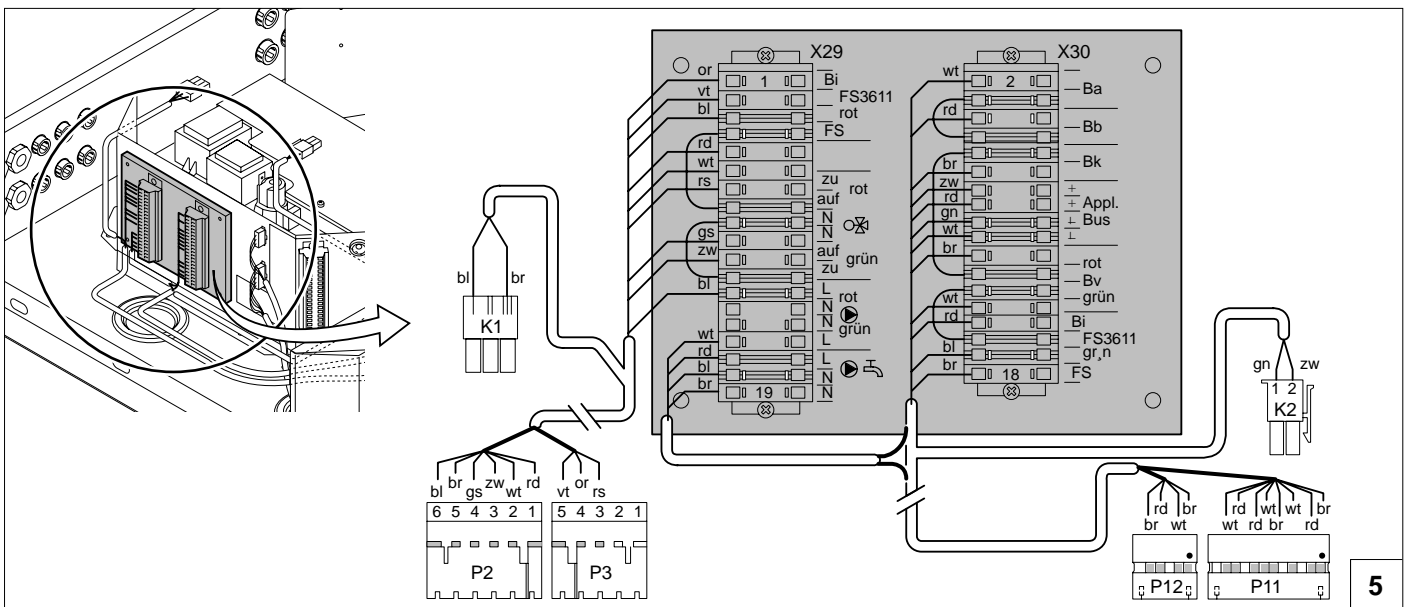 X29
or
1
Bi
vt
FS3611
bl
rot
FS
rd
wt
rs
zu
rot
auf
N
N
gs
zw
auf
grün
zu
bl
L
rot
N
N
grün
L
wt
rd
L
bl
N
br
19
N
X30
wt
2
Ba
rd
Bb
Bk
br
zw
+
rd
+ Appl.
gn
⊥ Bus
wt
⊥
br
rot
Bv
grün
wt
rd
Bi
FS3611
bl
gr¸n
br
18
FS
bl br
K1
gn zw
1 2
K2
bl br gs zw wt rd
6 5 4 3 2 1
P2
vt or rs
5 4 3 2 1
P3
rd br
br wt
P12
rd wt wt br
wt rd br rd
P11
5